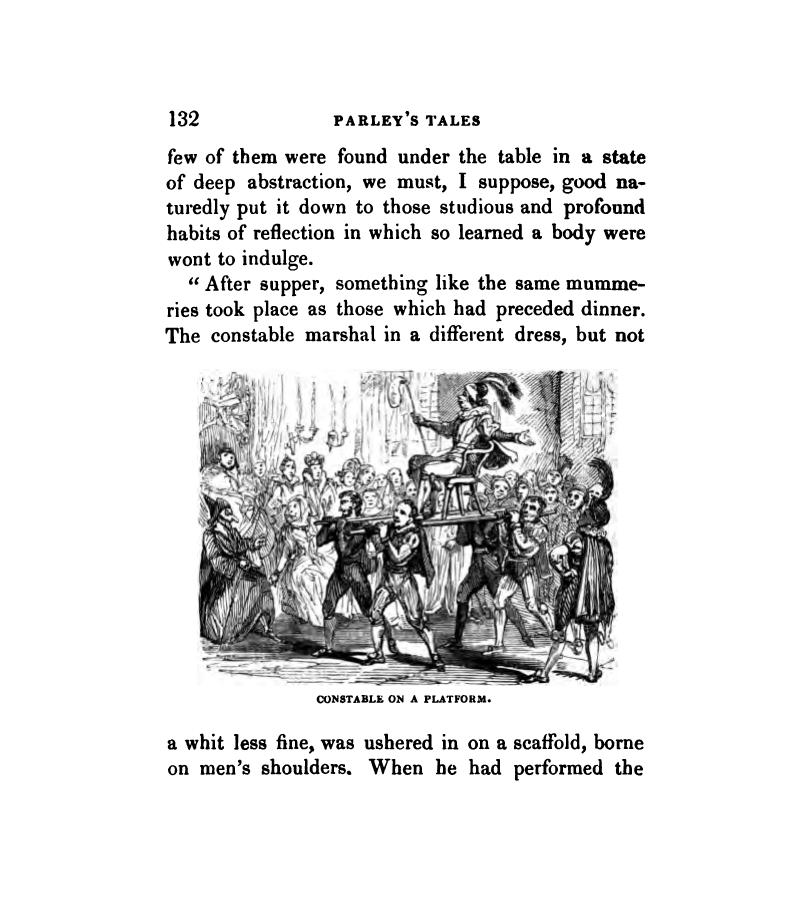 132 PARLEY'S TALES
few of them were found under the table in a state
of deep abstraction, we must, I suppose, good na-
turedly put it down to those studious and profound
habits of reflection in which so learned a body were
wont to indulge.
“ After supper, something like the same mumme-
ries took place as those which had preceded dinner.
The constable marshal in a different dress, but not
CONSTABLE ON A PLATFORM.
a whit less fine, was ushered in on a scaffold, borne
on men's shoulders. When he had performed the